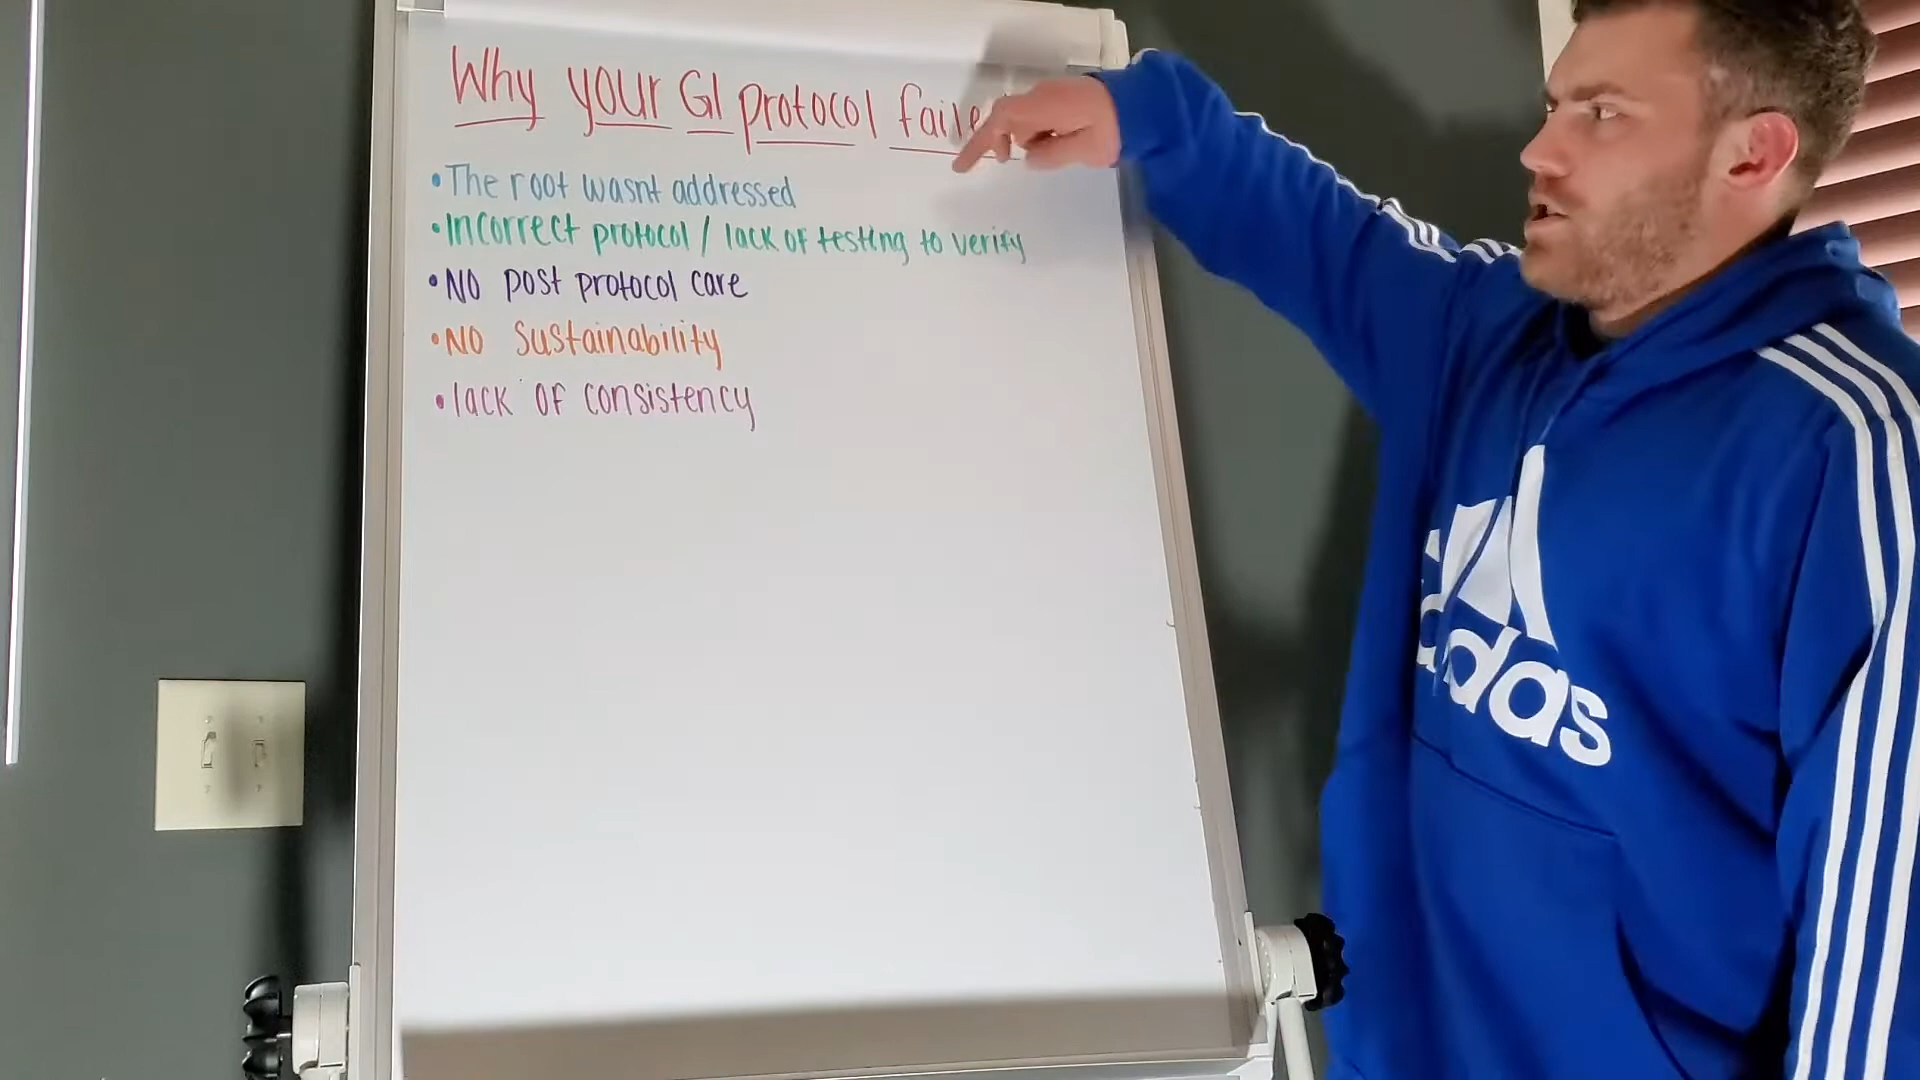 Why your GI protocol faile
• The root wasnt addressed
• Incorrect protocol / lack of testing to verify
• NO post protocol care
• NO sustainability
• lack of consistency
adidas